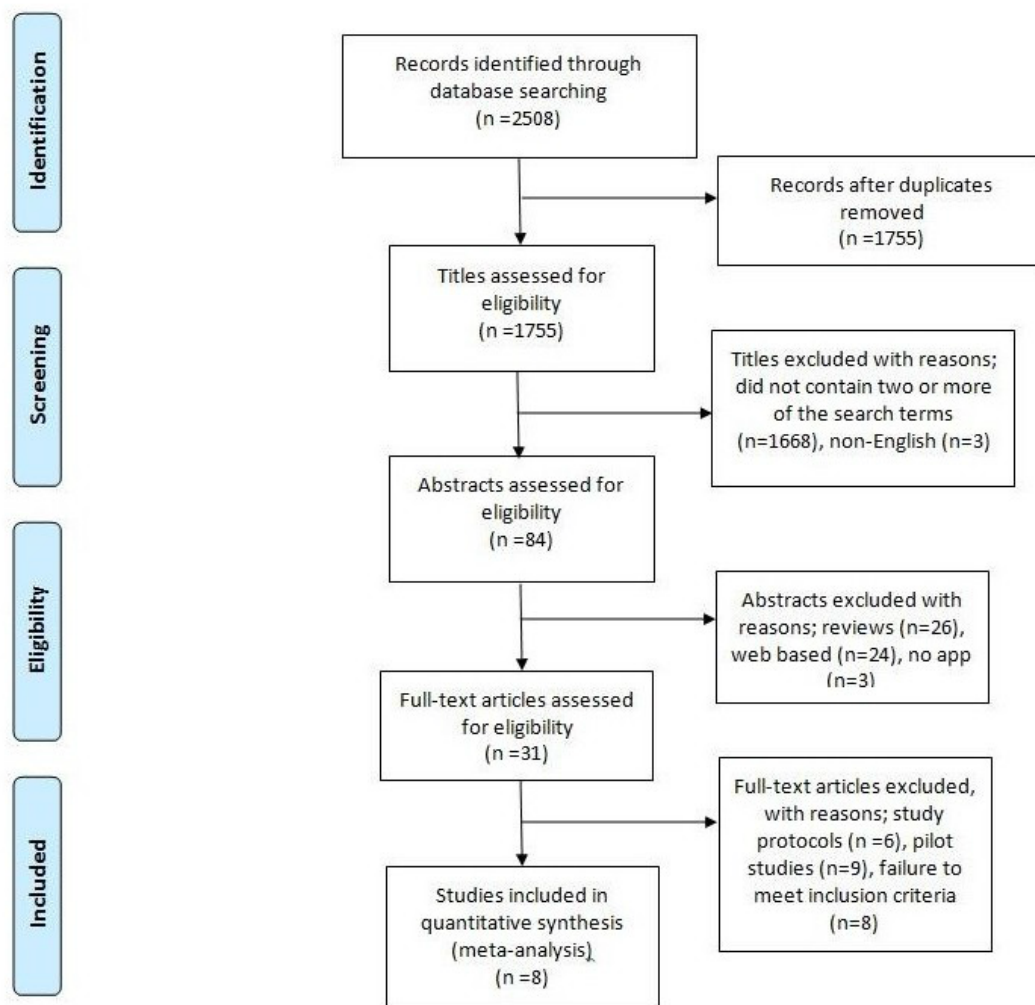 Identification
Records identified through
database searching
(n =2508)
Records after duplicates
removed
(n =1755)
Screening
Titles assessed for
eligibility
(n =1755)
Titles excluded with reasons;
did not contain two or more
of the search terms
(n=1668), non-English (n=3)
Abstracts assessed for
eligibility
(n =84)
Eligibility
Abstracts excluded with
reasons; reviews (n=26),
web based (n=24), no app
(n=3)
Full-text articles assessed
for eligibility
(n =31)
Included
Full-text articles excluded,
with reasons; study
protocols (n =6), pilot
studies (n=9), failure to
meet inclusion criteria
(n=8)
Studies included in
quantitative synthesis
(meta-analysis)
(n =8)